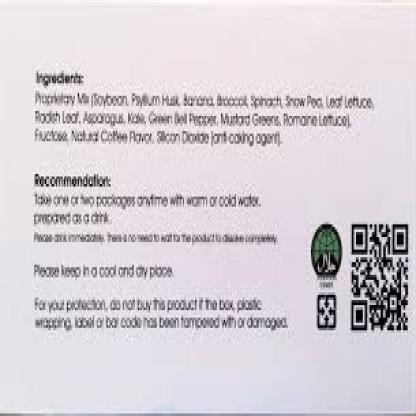 Ingredients:
Proprietary Mix (Soybean, Psyllium Husk, Banana, Broccoli, Spinach, Snow Pea, Leaf Lettuce,
Radish Leaf, Asparagus, Kale, Green Bell Pepper, Mustard Greens, Romaine Lettuce),
Fructose, Natural Coffee Flavor, Silicon Dioxide (anti-caking agent).
Recommendation:
Take one or two packages anytime with warm or cold water,
prepared as a drink.
Please drink immediately. There is no need to wait for the product to dissolve completely.
Please keep in a cool and dry place.
For your protection, do not buy this product if the box, plastic
wrapping, label or bar code has been tampered with or damaged.